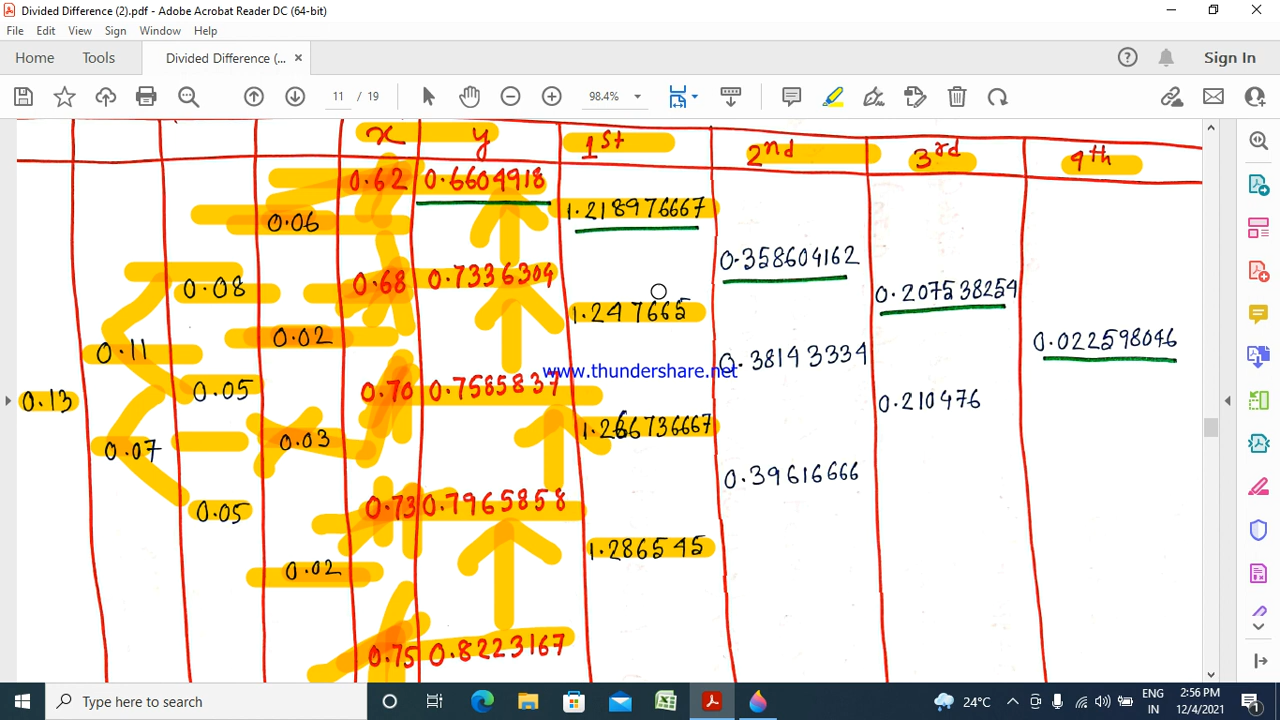 Divided Difference (2).pdf - Adobe Acrobat Reader DC (64-bit)
File Edit View Sign Window Help
Home Tools Divided Difference (... × Sign In
11 / 19 98.4%
x y 1st 2nd 3rd 4th
0.62 0.6604918
1.218976667
0.06
0.358604162
0.68 0.7336304
0.08
0.207538254
1.247665
0.02
0.022598046
0.11
0.38143334
www.thundershare.net
0.70 0.7585837
0.05
0.13
0.210476
1.266736667
0.03
0.07
0.39616666
0.73 0.7965858
0.05
1.286545
0.02
0.75 0.8223167
Type here to search
24°C
ENG
IN
2:56 PM
12/4/2021
1